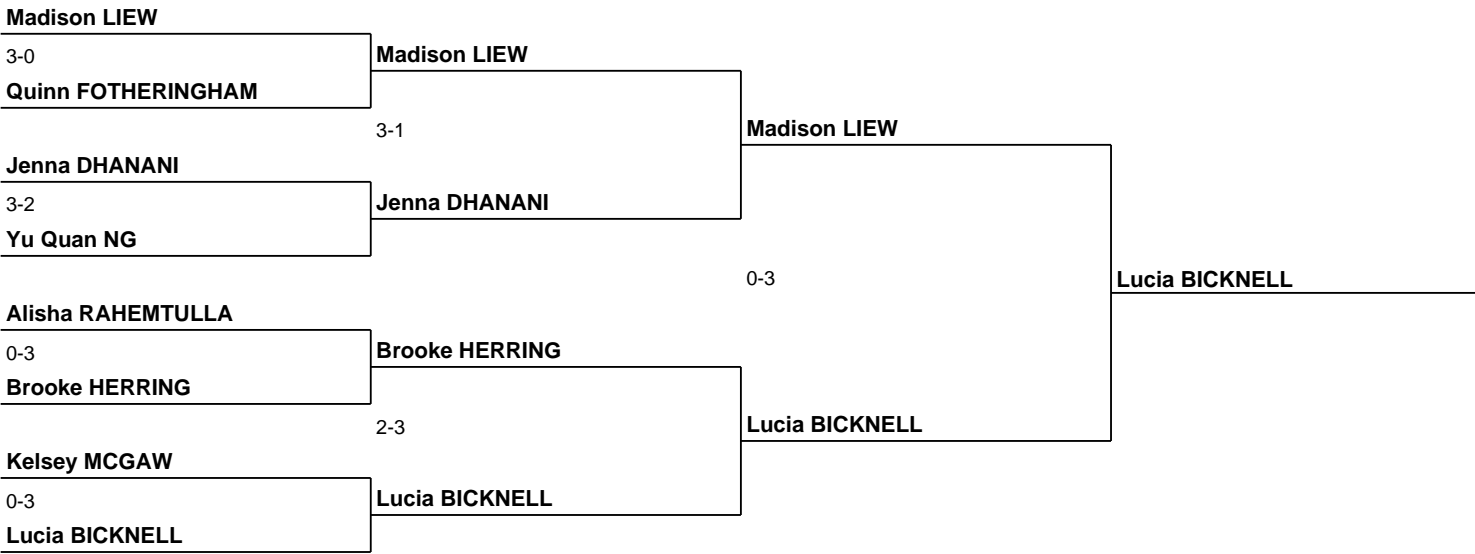 Madison LIEW
3-0
Madison LIEW
Quinn FOTHERINGHAM
3-1
Madison LIEW
Jenna DHANANI
3-2
Jenna DHANANI
Yu Quan NG
0-3
Lucia BICKNELL
Alisha RAHEMTULLA
0-3
Brooke HERRING
Brooke HERRING
2-3
Lucia BICKNELL
Kelsey MCGAW
0-3
Lucia BICKNELL
Lucia BICKNELL